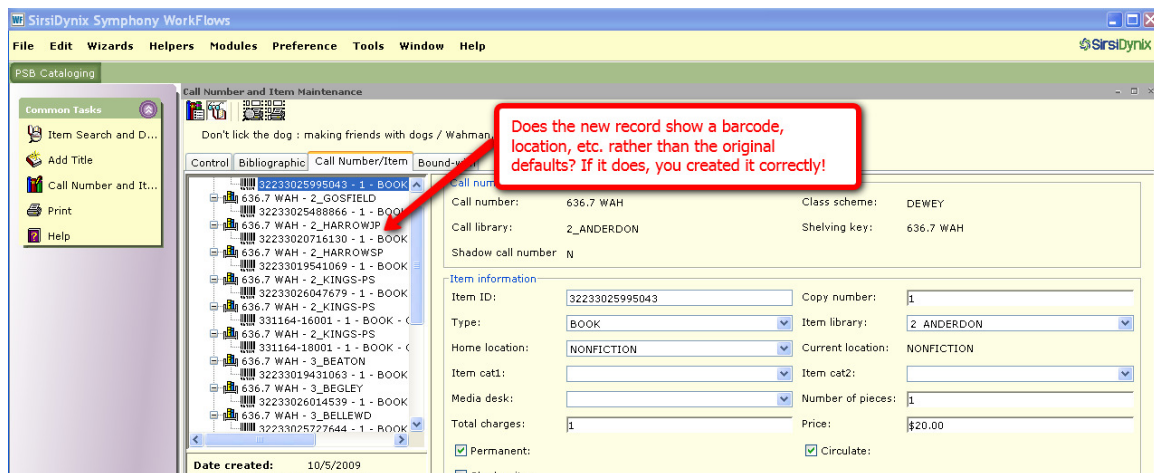 SirsiDynix Symphony WorkFlows
File Edit Wizards Helpers Modules Preference Tools Window Help
SirsiDynix
PSB Cataloging
Common Tasks
Item Search and D...
Add Title
Call Number and It...
Print
Help
Call Number and Item Maintenance
Don't lick the dog : making friends with dogs / Wahman,
Does the new record show a barcode,
location, etc. rather than the original
defaults? If it does, you created it correctly!
Control Bibliographic Call Number/Item
32233025995043 - 1 - BOOK
636.7 WAH - 2_GOSFIELD
32233025488866 - 1 - BOOK
636.7 WAH - 2_HARROWJP
32233020716130 - 1 - BOOK
636.7 WAH - 2_HARROWSP
32233019541069 - 1 - BOOK
636.7 WAH - 2_KINGS-PS
32233026047679 - 1 - BOOK
636.7 WAH - 2_KINGS-PS
331164-16001 - 1 - BOOK -
636.7 WAH - 2_KINGS-PS
331164-18001 - 1 - BOOK -
636.7 WAH - 3_BEATON
32233019431063 - 1 - BOOK
636.7 WAH - 3_BEGLEY
32233026014539 - 1 - BOOK
636.7 WAH - 3_BELLEWD
32233025727644 - 1 - BOOK
Date created: 10/5/2009
Call number: 636.7 WAH Class scheme: DEWEY
Call library: 2_ANDERDON Shelving key: 636.7 WAH
Shadow call number N
Item information
Item ID: 32233025995043 Copy number: 1
Type: BOOK Item library: 2_ANDERDON
Home location: NONFICTION Current location: NONFICTION
Item cat1: Item cat2:
Media desk: Number of pieces: 1
Total charges: 1 Price: $20.00
Permanent: Circulate: